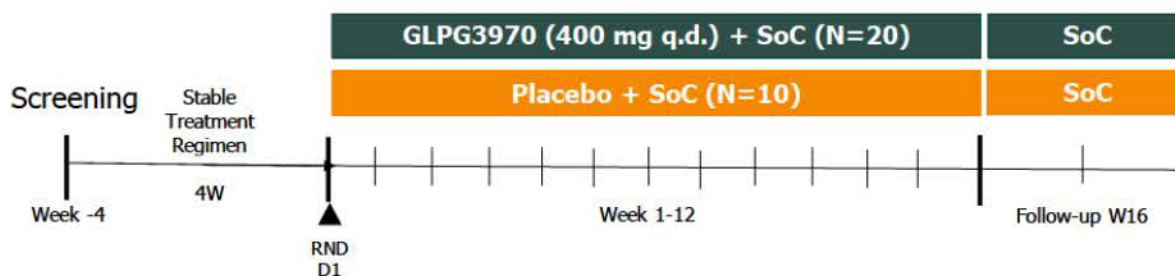 GLPG3970 (400 mg q.d.) + SoC (N=20)
SoC
Placebo + SoC (N=10)
SoC
Screening
Stable
Treatment
Regimen
4W
Week -4
RND
D1
Week 1-12
Follow-up W16